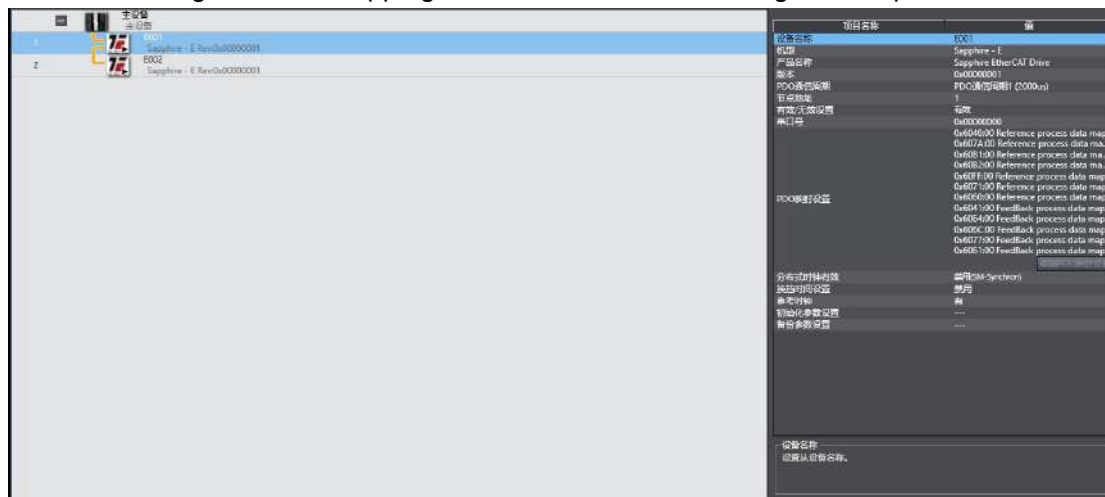 主设备
主设备
1
E001
Sapphire - E Rev:0x00000001
2
E002
Sapphire - E Rev:0x00000001
项目名称 值
设备名称 E001
机型 Sapphire - E
产品名称 Sapphire EtherCAT Drive
版本 0x00000001
PDO通信周期 PDO通信周期1 (2000us)
节点地址 1
有效/无效设置 有效
串口号 0x00000000
PDO映射设置
0x6040:00 Reference process data map
0x607A:00 Reference process data ma..
0x6081:00 Reference process data ma..
0x6082:00 Reference process data ma..
0x60FF:00 Reference process data map
0x6071:00 Reference process data map
0x6060:00 Reference process data map
0x6041:00 FeedBack process data map
0x6064:00 FeedBack process data map
0x606C:00 FeedBack process data map
0x6077:00 FeedBack process data map
0x6061:00 FeedBack process data map
分布式时钟有效 禁用(SM-Synchron)
换挡时间设置 禁用
参考时钟 有
初始化参数设置 ---
备份参数设置 ---
设备名称
设置从设备名称。